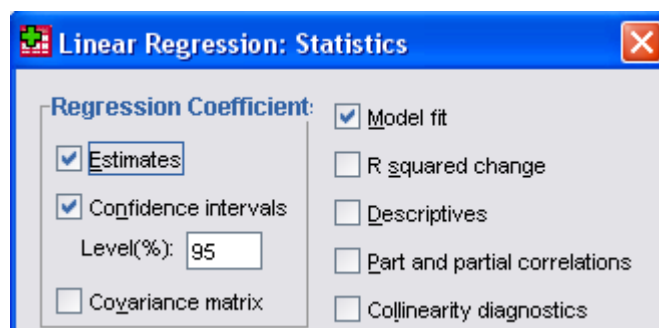 Linear Regression: Statistics
Regression Coefficient
Estimates
Confidence intervals
Level(%): 95
Covariance matrix
Model fit
R squared change
Descriptives
Part and partial correlations
Collinearity diagnostics